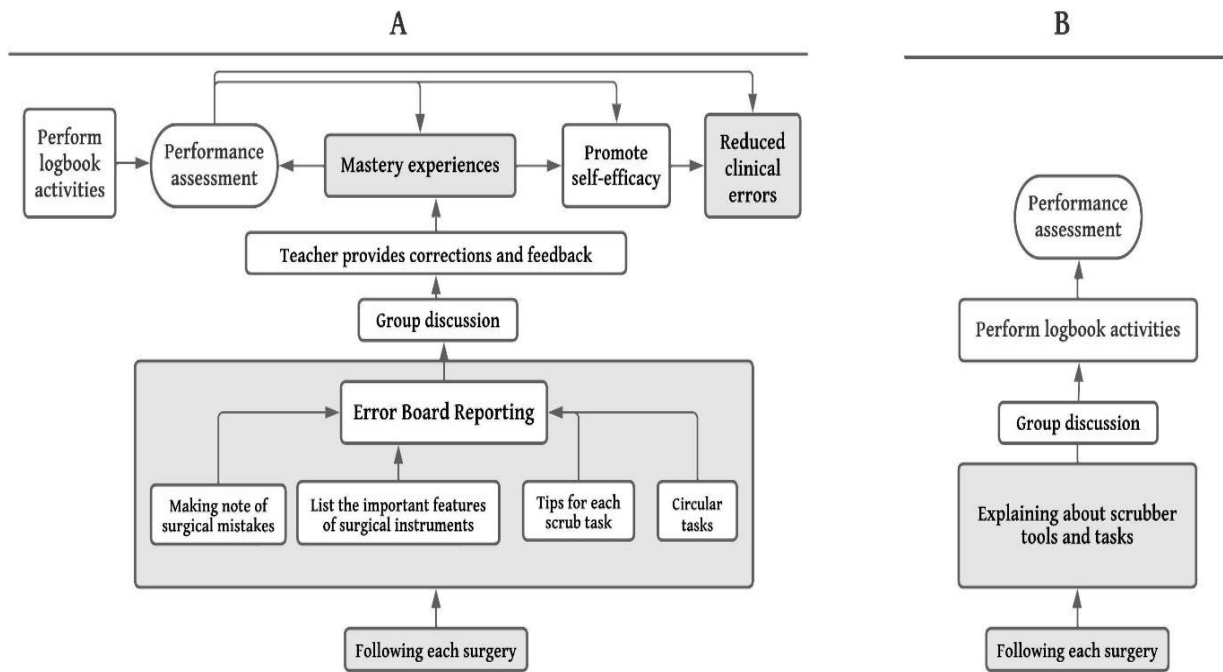 A
B
Perform
logbook
activities
Performance
assessment
Mastery experiences
Promote
self-efficacy
Reduced
clinical
errors
Teacher provides corrections and feedback
Group discussion
Error Board Reporting
Making note of
surgical mistakes
List the important features
of surgical instruments
Tips for each
scrub task
Circular
tasks
Following each surgery
Performance
assessment
Perform logbook activities
Group discussion
Explaining about scrubber
tools and tasks
Following each surgery